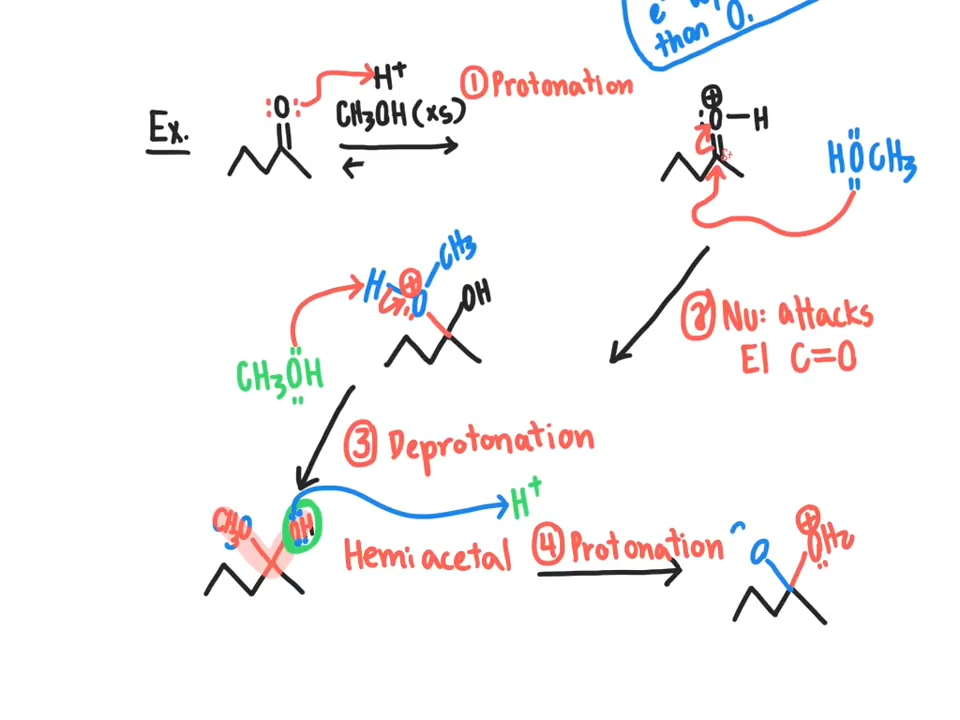 than O.
Ex.
:O:
H⁺
CH₃OH (xs)
① Protonation
⊕
:O–H
δ+
HÖCH₃
H ⊕ O: CH₃
OH
CH₃ÖH
② Nu: attacks
El C=O
③ Deprotonation
CH₃O
OH
H⁺
Hemiacetal
④ Protonation
O
⊕
OH₂